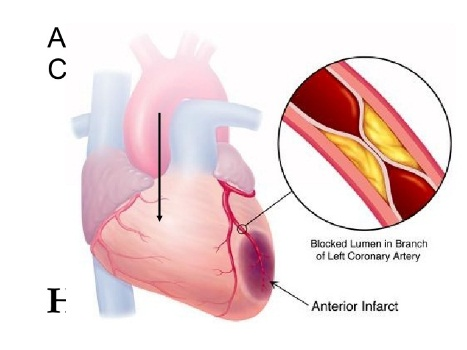 A
C
Blocked Lumen in Branch
of Left Coronary Artery
Anterior Infarct